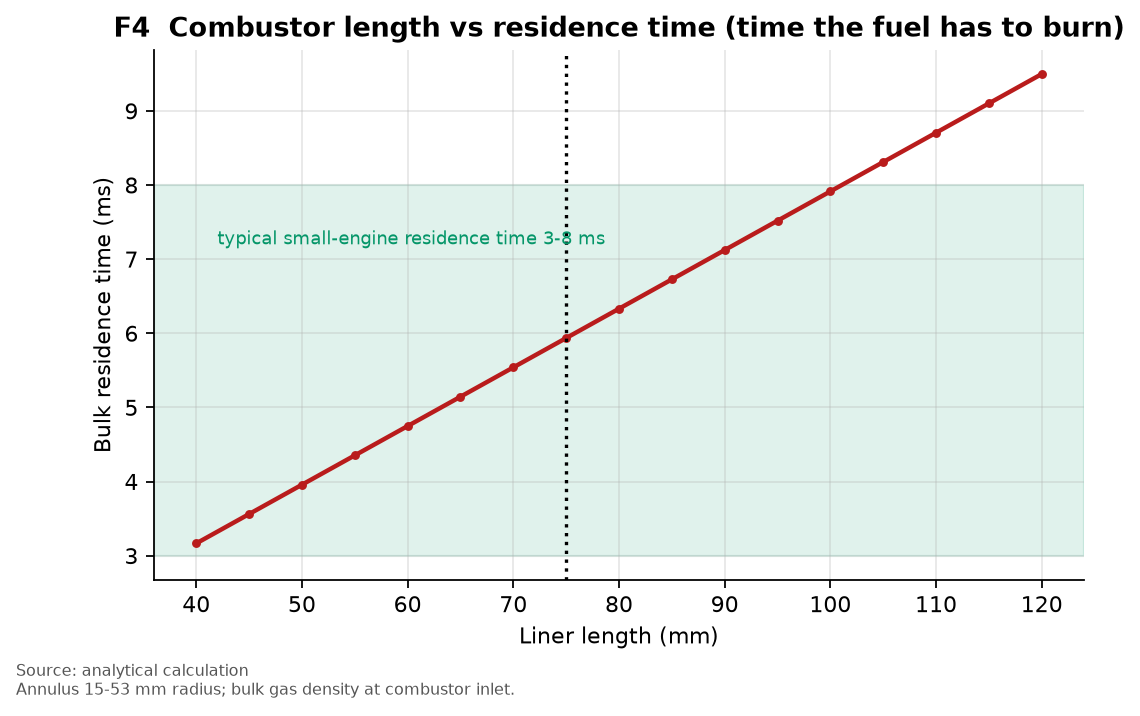 F4  Combustor length vs residence time (time the fuel has to burn)
Bulk residence time (ms)
9
8
7
6
5
4
3
typical small-engine residence time 3-8 ms
40 50 60 70 80 90 100 110 120
Liner length (mm)
Source: analytical calculation
Annulus 15-53 mm radius; bulk gas density at combustor inlet.